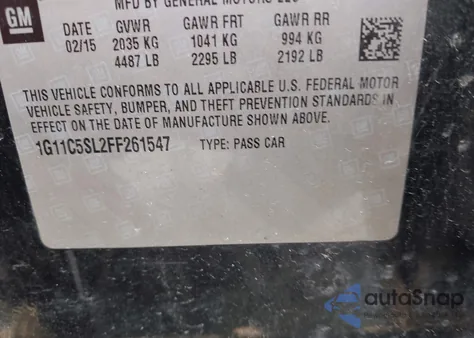 MFD BY GENERAL MOTORS LLC
GM
DATE GVWR GAWR FRT GAWR RR
02/15 2035 KG 1041 KG 994 KG
4487 LB 2295 LB 2192 LB
THIS VEHICLE CONFORMS TO ALL APPLICABLE U.S. FEDERAL MOTOR
VEHICLE SAFETY, BUMPER, AND THEFT PREVENTION STANDARDS IN
EFFECT ON THE DATE OF MANUFACTURE SHOWN ABOVE.
1G11C5SL2FF261547 TYPE: PASS CAR
autoSnap